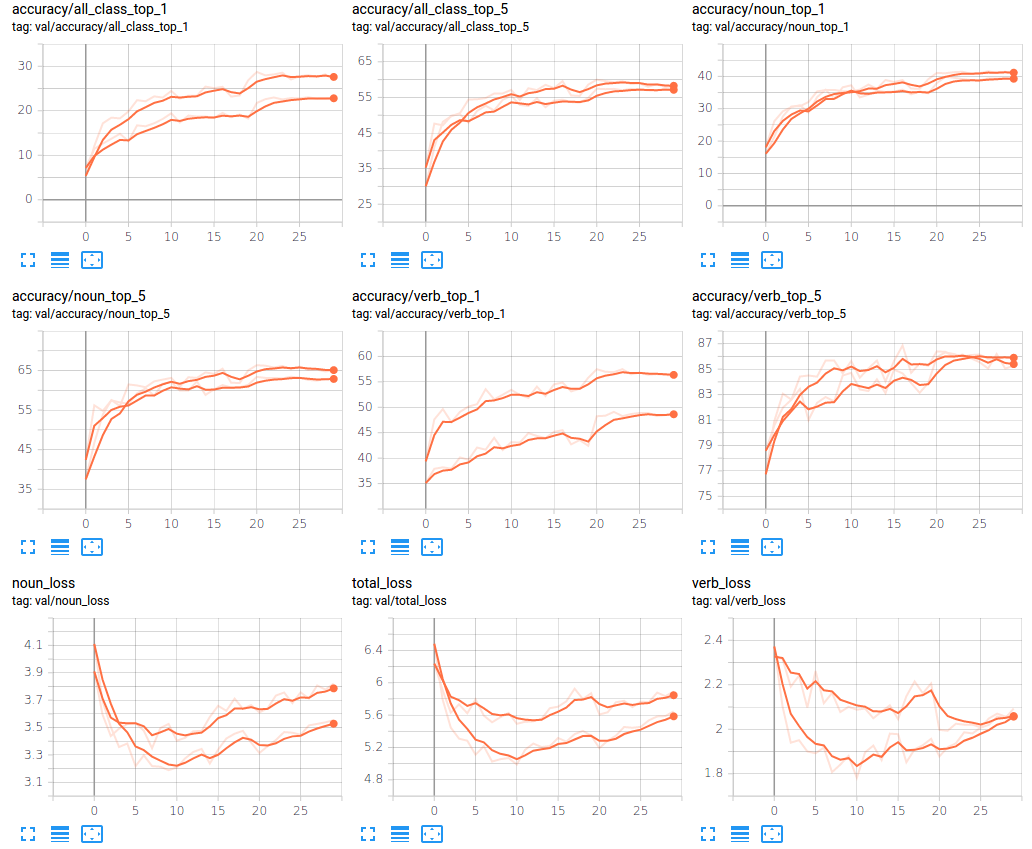 accuracy/all_class_top_1
tag: val/accuracy/all_class_top_1
30
20
10
0
0 5 10 15 20 25
accuracy/all_class_top_5
tag: val/accuracy/all_class_top_5
65
55
45
35
25
0 5 10 15 20 25
accuracy/noun_top_1
tag: val/accuracy/noun_top_1
40
30
20
10
0
0 5 10 15 20 25
accuracy/noun_top_5
tag: val/accuracy/noun_top_5
65
55
45
35
0 5 10 15 20 25
accuracy/verb_top_1
tag: val/accuracy/verb_top_1
60
55
50
45
40
35
0 5 10 15 20 25
accuracy/verb_top_5
tag: val/accuracy/verb_top_5
87
85
83
81
79
77
75
0 5 10 15 20 25
noun_loss
tag: val/noun_loss
4.1
3.9
3.7
3.5
3.3
3.1
0 5 10 15 20 25
total_loss
tag: val/total_loss
6.4
6
5.6
5.2
4.8
0 5 10 15 20 25
verb_loss
tag: val/verb_loss
2.4
2.2
2
1.8
0 5 10 15 20 25